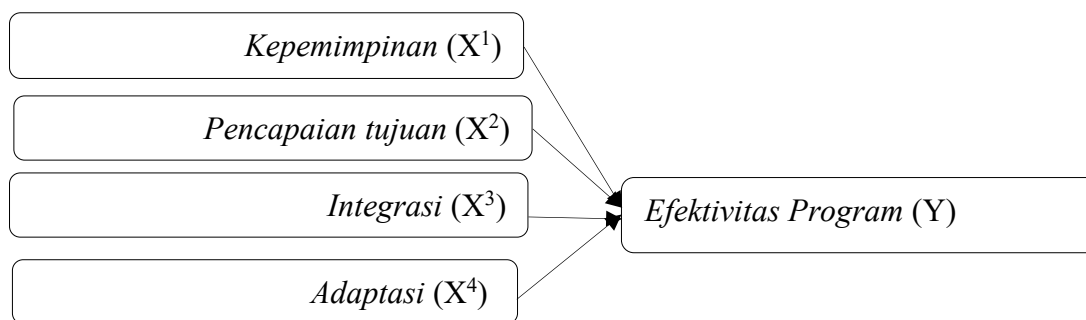 Kepemimpinan (X¹)
Pencapaian tujuan (X²)
Integrasi (X³)
Efektivitas Program (Y)
Adaptasi (X⁴)